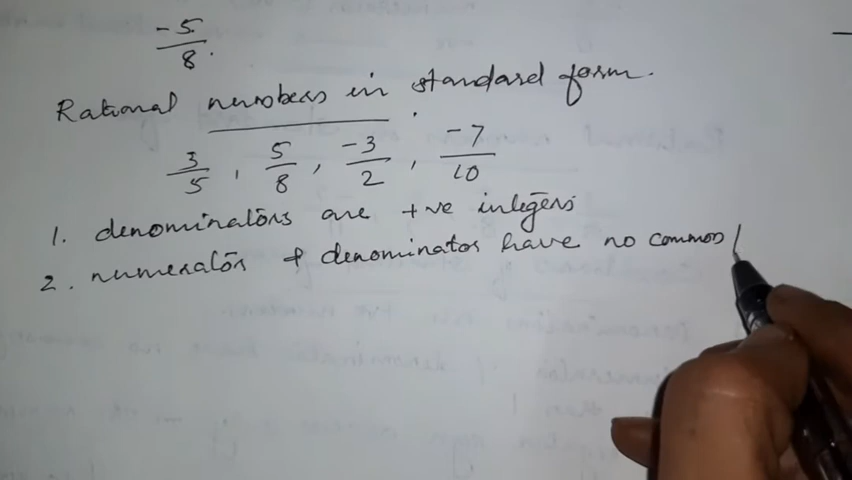 -5/8.
Rational numbers in standard form.
3/5, 5/8, -3/2, -7/10
1. denominators are +ve integers
2. numerator & denominator have no common